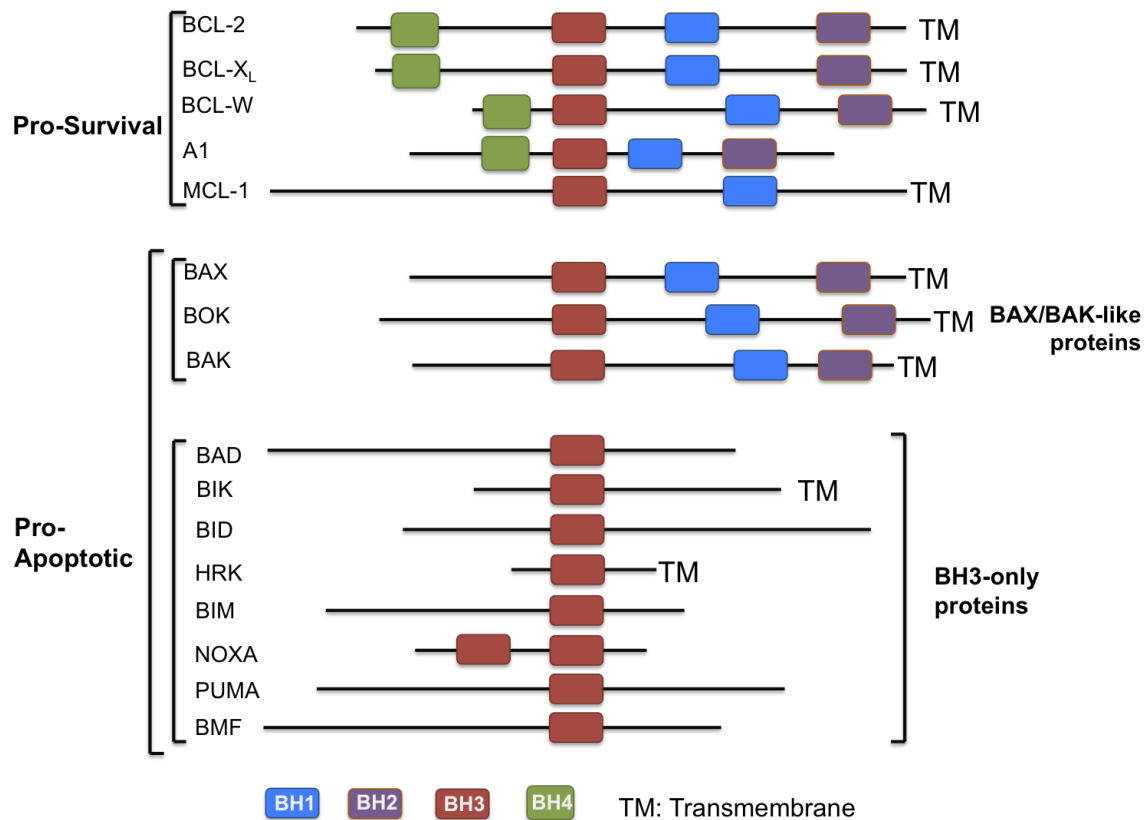 BCL-2
TM
BCL-XL
TM
BCL-W
TM
Pro-Survival
A1
MCL-1
TM
BAX
TM
BOK
TM
BAX/BAK-like
proteins
BAK
TM
BAD
BIK
TM
Pro-
Apoptotic
BID
HRK
TM
BH3-only
proteins
BIM
NOXA
PUMA
BMF
BH1
BH2
BH3
BH4
TM: Transmembrane